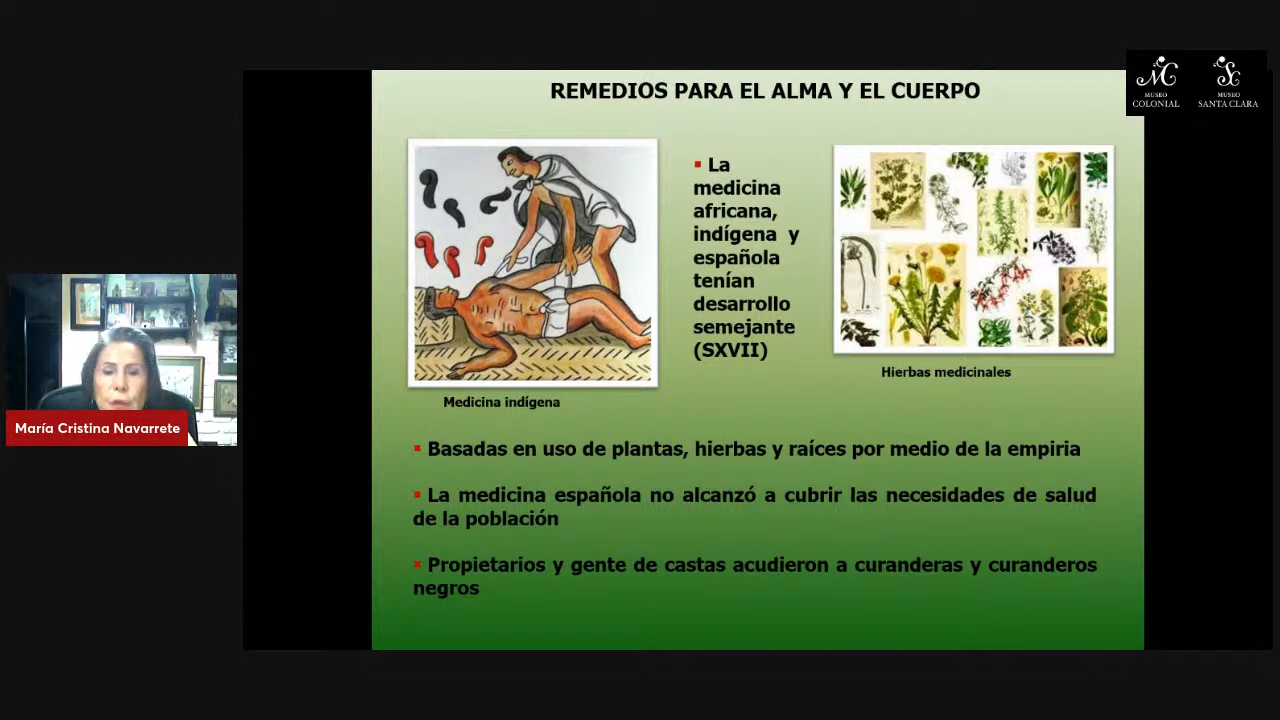 REMEDIOS PARA EL ALMA Y EL CUERPO
MUSEO
COLONIAL
MUSEO
SANTA CLARA
▪ La
medicina
africana,
indígena y
española
tenían
desarrollo
semejante
(SXVII)
Hierbas medicinales
Medicina indígena
María Cristina Navarrete
▪ Basadas en uso de plantas, hierbas y raíces por medio de la empiria
▪ La medicina española no alcanzó a cubrir las necesidades de salud
de la población
▪ Propietarios y gente de castas acudieron a curanderas y curanderos
negros